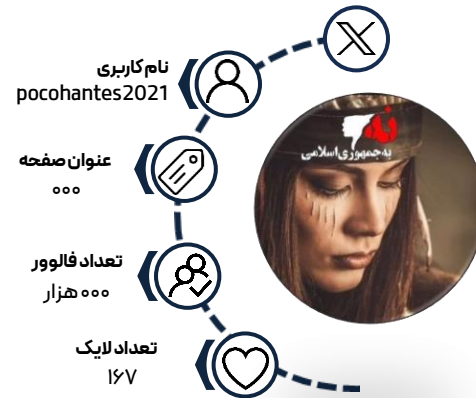 نام کاربری
pocohantes2021
عنوان صفحه
۰۰۰
تعداد فالوور
۰۰۰ هزار
تعداد لایک
۱۶۷
نه
به جمهوری اسلامی